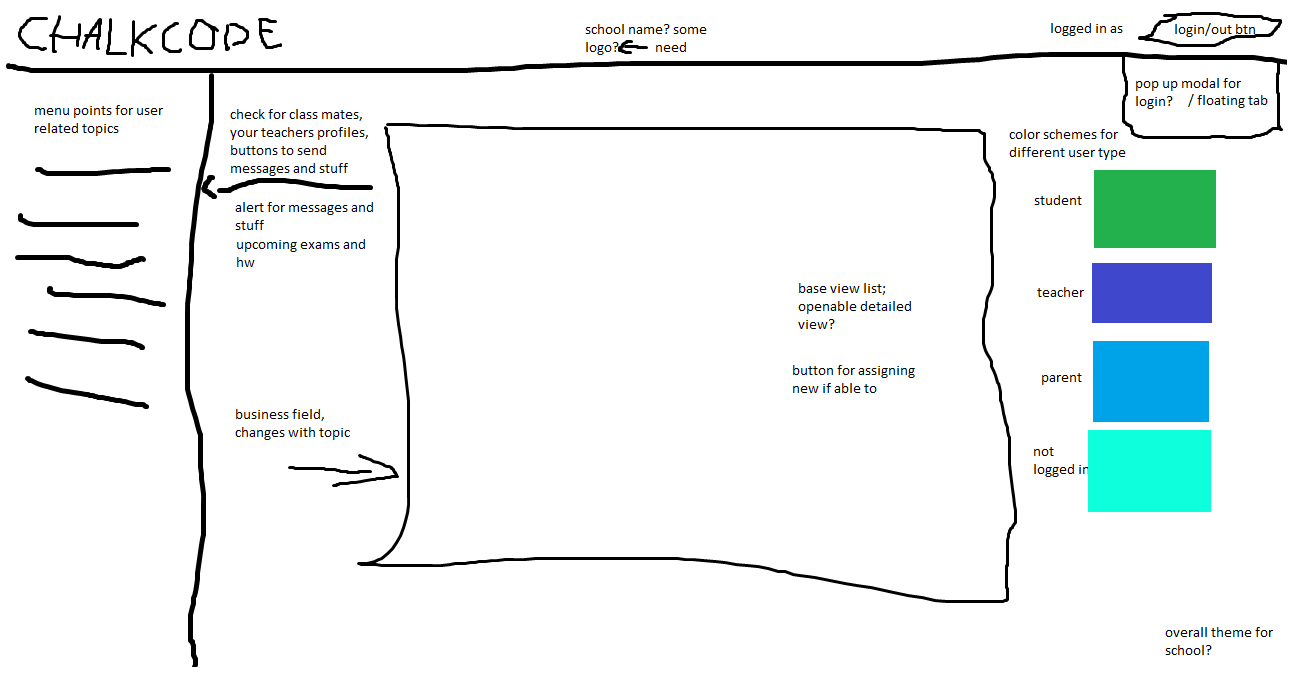 CHALKCODE
school name? some
logo? need
logged in as
login/out btn
pop up modal for
login? / floating tab
menu points for user
related topics
check for class mates,
your teachers profiles,
buttons to send
messages and stuff
alert for messages and
stuff
upcoming exams and
hw
business field,
changes with topic
base view list;
openable detailed
view?
button for assigning
new if able to
color schemes for
different user type
student
teacher
parent
not
logged in
overall theme for
school?